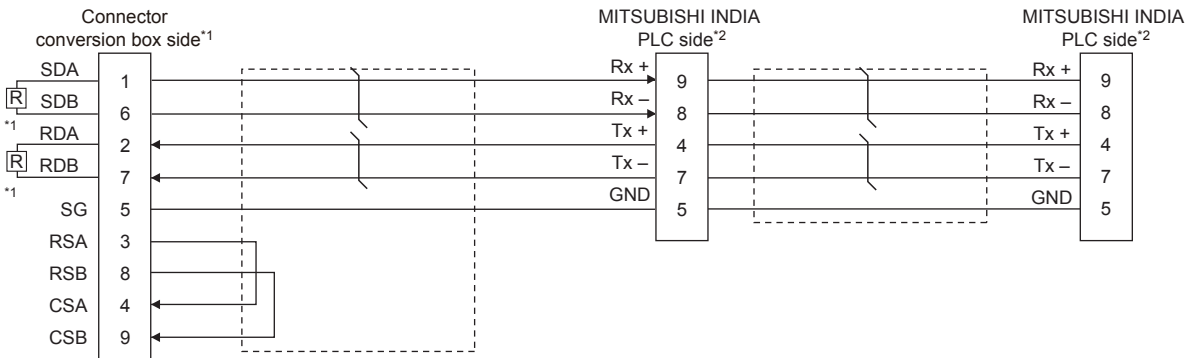 Connector
conversion box side*1
MITSUBISHI INDIA
PLC side*2
MITSUBISHI INDIA
PLC side*2
SDA 1 Rx + 9 Rx + 9
R SDB 6 Rx – 8 Rx – 8
*1 RDA 2 Tx + 4 Tx + 4
R RDB 7 Tx – 7 Tx – 7
*1
SG 5 GND 5 GND 5
RSA 3
RSB 8
CSA 4
CSB 9